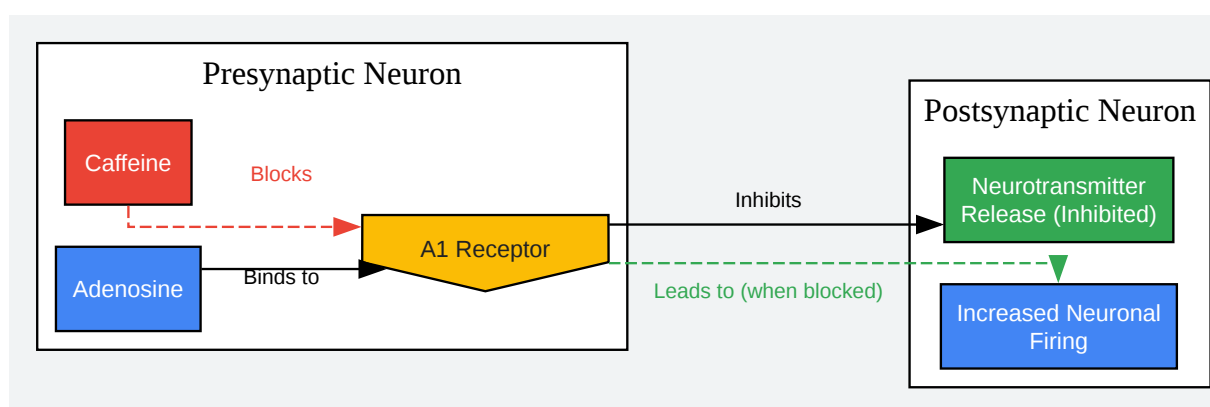 Presynaptic Neuron
Caffeine
Blocks
Adenosine
Binds to
A1 Receptor
Inhibits
Leads to (when blocked)
Postsynaptic Neuron
Neurotransmitter
Release (Inhibited)
Increased Neuronal
Firing